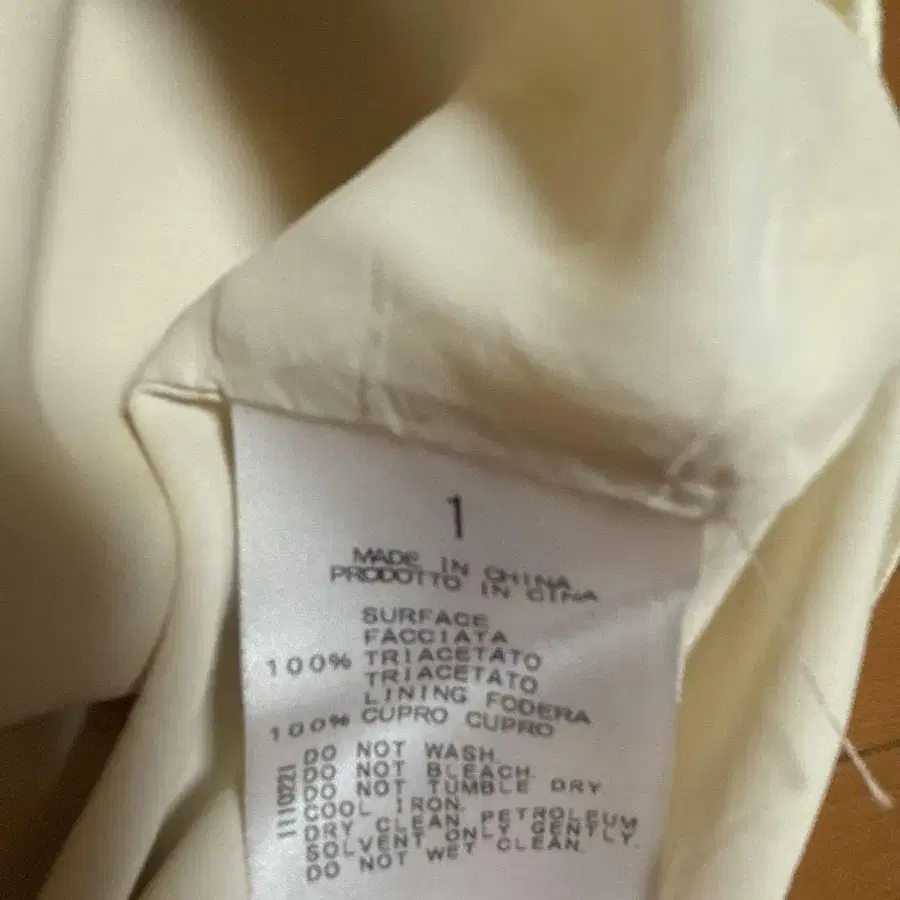 1
MADE IN CHINA
PRODOTTO IN CINA
SURFACE
FACCIATA
100% TRIACETATO
TRIACETATO
LINING FODERA
100% CUPRO CUPRO
DO NOT WASH.
DO NOT BLEACH.
DO NOT TUMBLE DRY
COOL IRON.
DRY CLEAN, PETROLEUM
SOLVENT ONLY GENTLY.
DO NOT WET CLEAN.
1110221